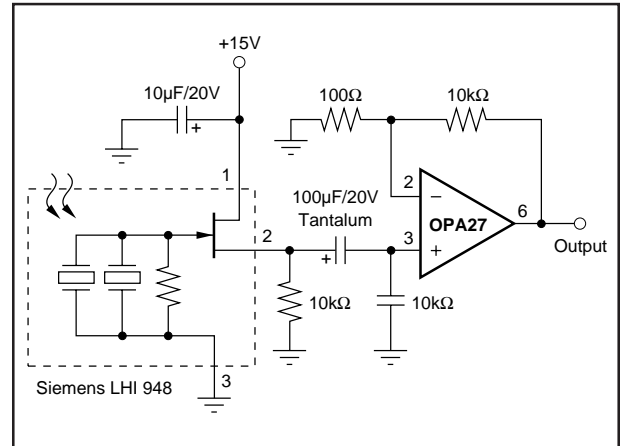 +15V
10µF/20V
+
100Ω
10kΩ
1
2
−
6
OPA27
100µF/20V
Tantalum
2
3
+
+
Output
10kΩ
10kΩ
3
Siemens LHI 948